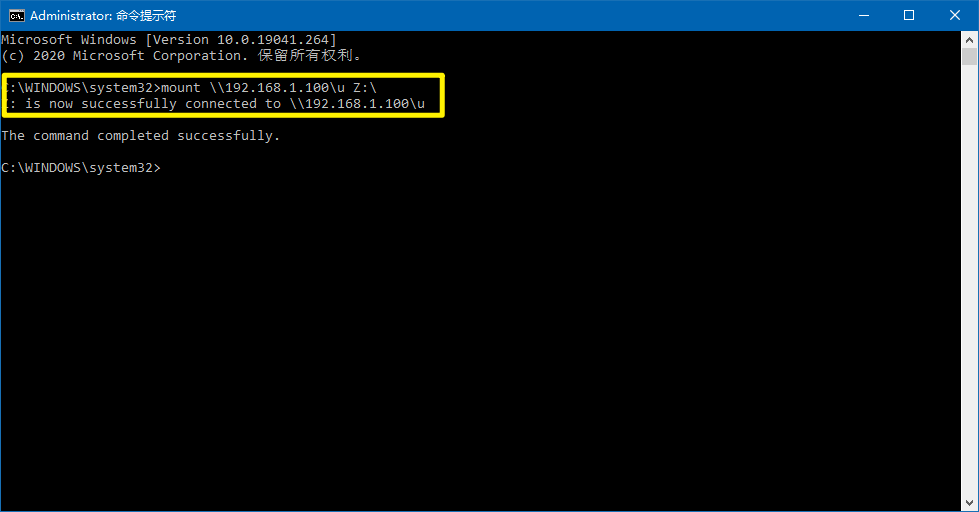 Administrator: 命令提示符
Microsoft Windows [Version 10.0.19041.264]
(c) 2020 Microsoft Corporation. 保留所有权利。
:\WINDOWS\system32>mount \\192.168.1.100\u Z:\
: is now successfully connected to \\192.168.1.100\u
The command completed successfully.
C:\WINDOWS\system32>